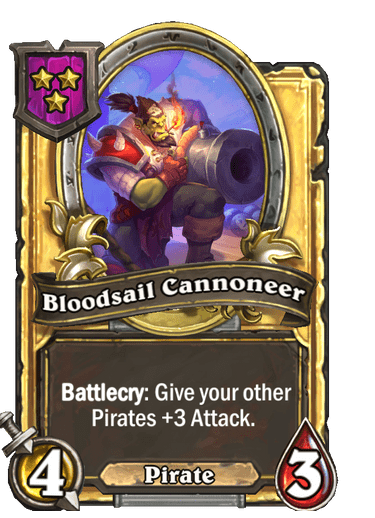 Bloodsail Cannoneer
Battlecry: Give your other
Pirates +3 Attack.
4
Pirate
3